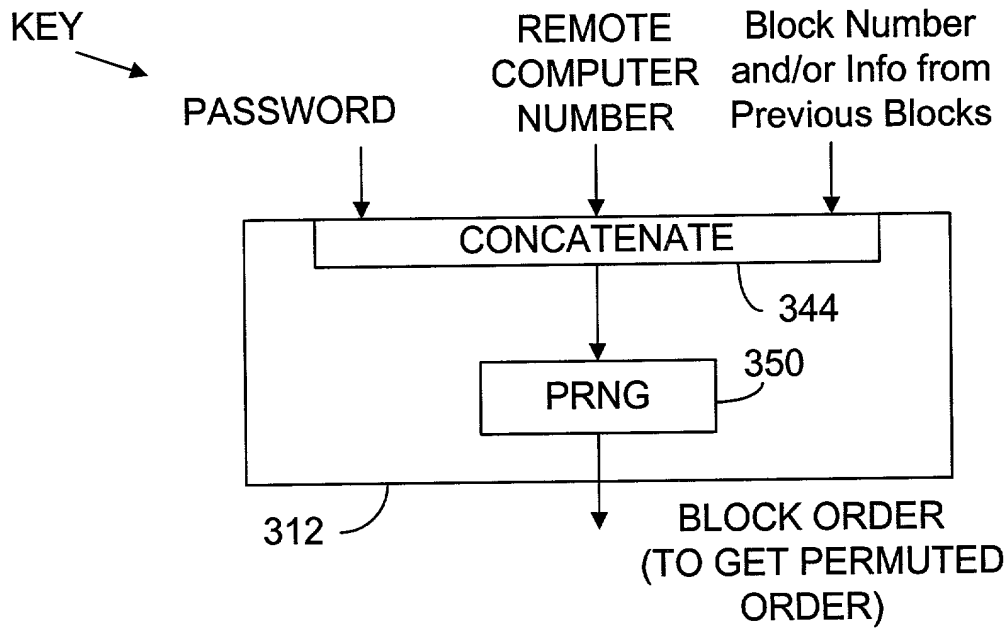 KEY
PASSWORD
REMOTE
COMPUTER
NUMBER
Block Number
and/or Info from
Previous Blocks
CONCATENATE
344
PRNG
350
312
BLOCK ORDER
(TO GET PERMUTED
ORDER)